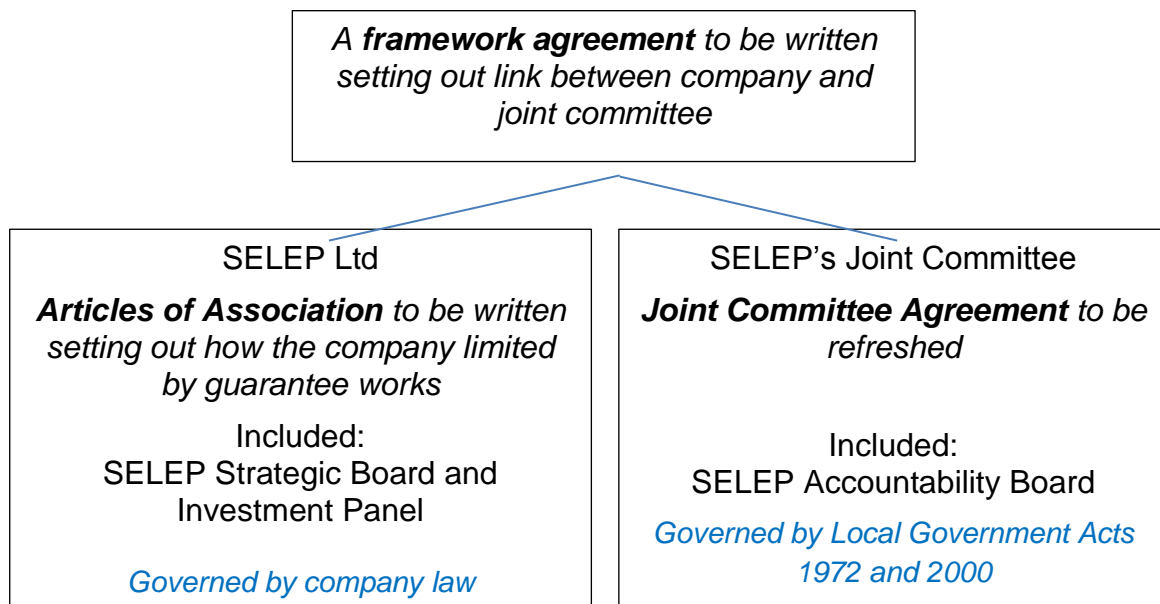 A framework agreement to be written
setting out link between company and
joint committee
SELEP Ltd
Articles of Association to be written
setting out how the company limited
by guarantee works
Included:
SELEP Strategic Board and
Investment Panel
Governed by company law
SELEP’s Joint Committee
Joint Committee Agreement to be
refreshed
Included:
SELEP Accountability Board
Governed by Local Government Acts
1972 and 2000